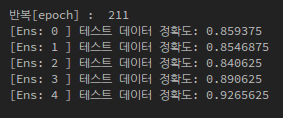 반복[epoch] :  211
[Ens: 0 ] 테스트 데이터 정확도: 0.859375
[Ens: 1 ] 테스트 데이터 정확도: 0.8546875
[Ens: 2 ] 테스트 데이터 정확도: 0.840625
[Ens: 3 ] 테스트 데이터 정확도: 0.890625
[Ens: 4 ] 테스트 데이터 정확도: 0.9265625